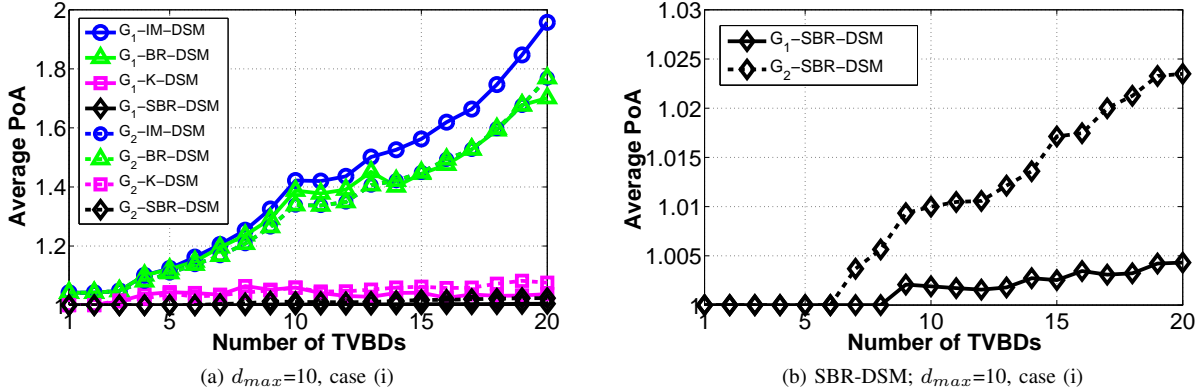 G1-IM-DSM
G1-BR-DSM
G1-K-DSM
G1-SBR-DSM
G2-IM-DSM
G2-BR-DSM
G2-K-DSM
G2-SBR-DSM
2
1.8
1.6
1.4
1.2
1
Average PoA
1 5 10 15 20
Number of TVBDs
(a) dmax=10, case (i)
G1-SBR-DSM
G2-SBR-DSM
1.03
1.025
1.02
1.015
1.01
1.005
1
Average PoA
1 5 10 15 20
Number of TVBDs
(b) SBR-DSM; dmax=10, case (i)